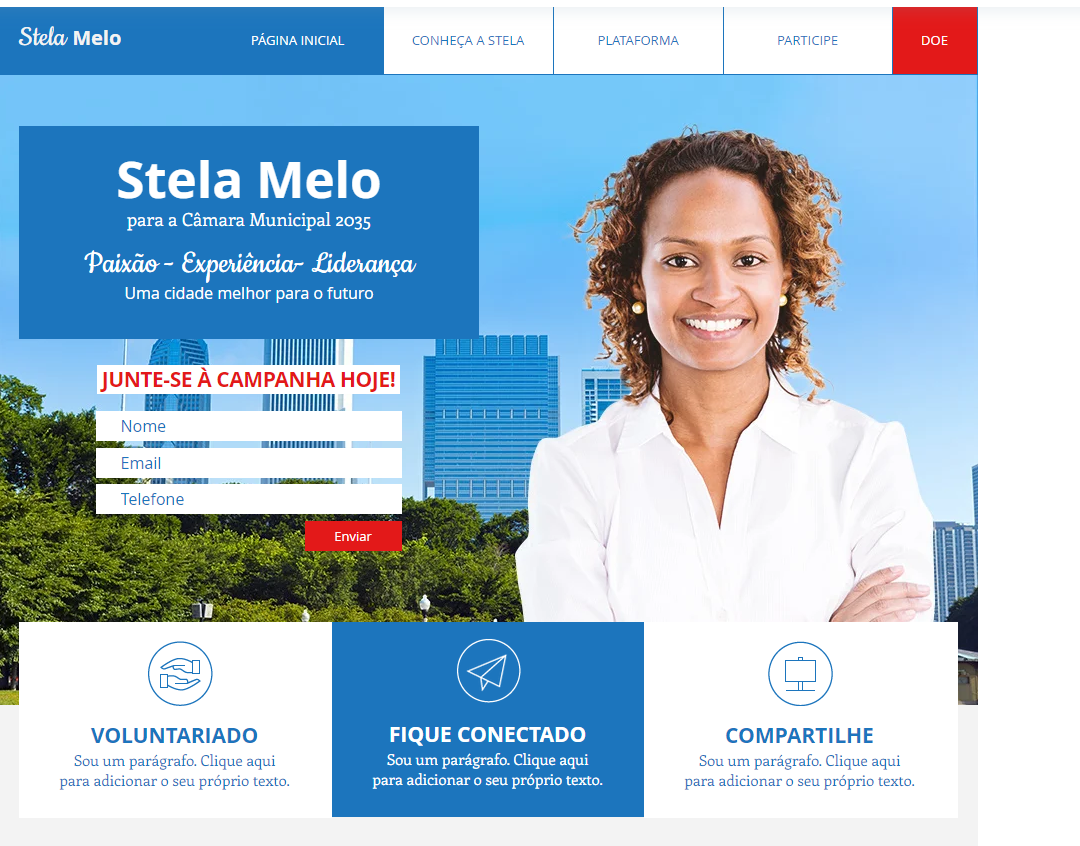 Stela Melo
PÁGINA INICIAL
CONHEÇA A STELA
PLATAFORMA
PARTICIPE
DOE
Stela Melo
para a Câmara Municipal 2035
Paixão - Experiência- Liderança
Uma cidade melhor para o futuro
JUNTE-SE À CAMPANHA HOJE!
Nome
Email
Telefone
Enviar
VOLUNTARIADO
Sou um parágrafo. Clique aqui
para adicionar o seu próprio texto.
FIQUE CONECTADO
Sou um parágrafo. Clique aqui
para adicionar o seu próprio texto.
COMPARTILHE
Sou um parágrafo. Clique aqui
para adicionar o seu próprio texto.